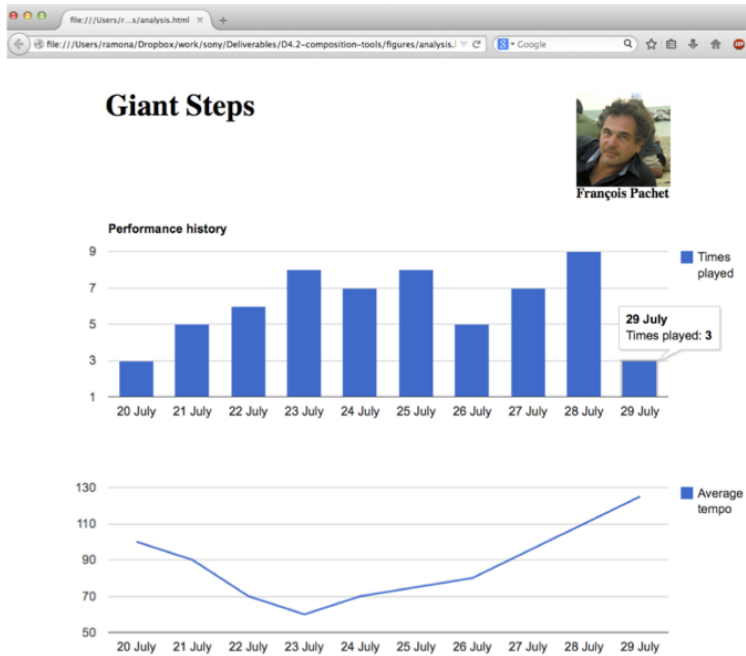 file:///Users/r...s/analysis.html
file:///Users/ramona/Dropbox/work/sony/Deliverables/D4.2-composition-tools/figures/analysis.
Google
Giant Steps
François Pachet
Performance history
9
7
5
3
1
Times
played
29 July
Times played: 3
20 July 21 July 22 July 23 July 24 July 25 July 26 July 27 July 28 July 29 July
130
110
90
70
50
Average
tempo
20 July 21 July 22 July 23 July 24 July 25 July 26 July 27 July 28 July 29 July